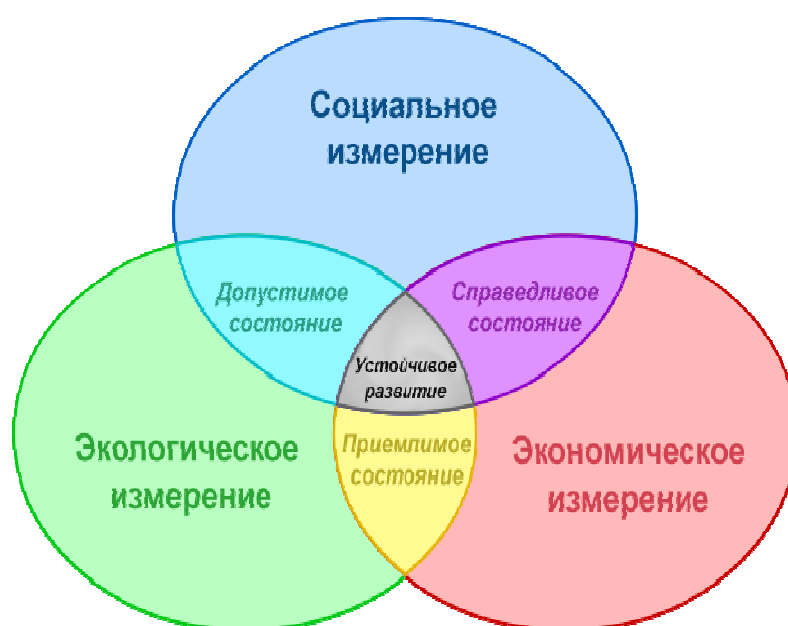 Социальное
измерение
Допустимое
состояние
Справедливое
состояние
Устойчивое
развитие
Экологическое
измерение
Приемлимое
состояние
Экономическое
измерение